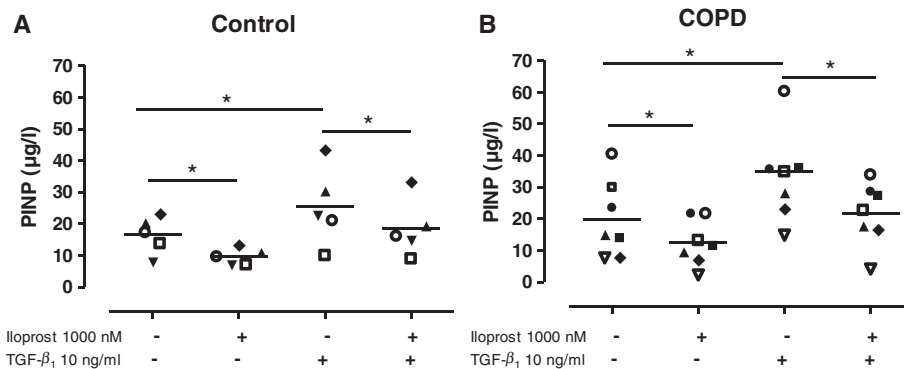 A
Control
PINP (µg/l)
70
60
50
40
30
20
10
0
*
*
*
Iloprost 1000 nM - + - +
TGF-β₁ 10 ng/ml - - + +
B
COPD
PINP (µg/l)
70
60
50
40
30
20
10
0
*
*
*
Iloprost 1000 nM - + - +
TGF-β₁ 10 ng/ml - - + +